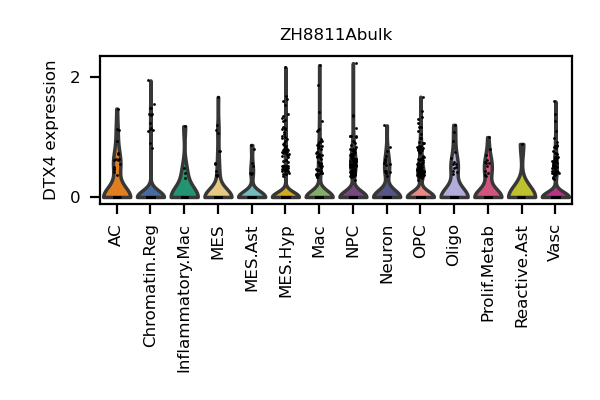 ZH8811Abulk
DTX4 expression
2
0
AC
Chromatin.Reg
Inflammatory.Mac
MES
MES.Ast
MES.Hyp
Mac
NPC
Neuron
OPC
Oligo
Prolif.Metab
Reactive.Ast
Vasc